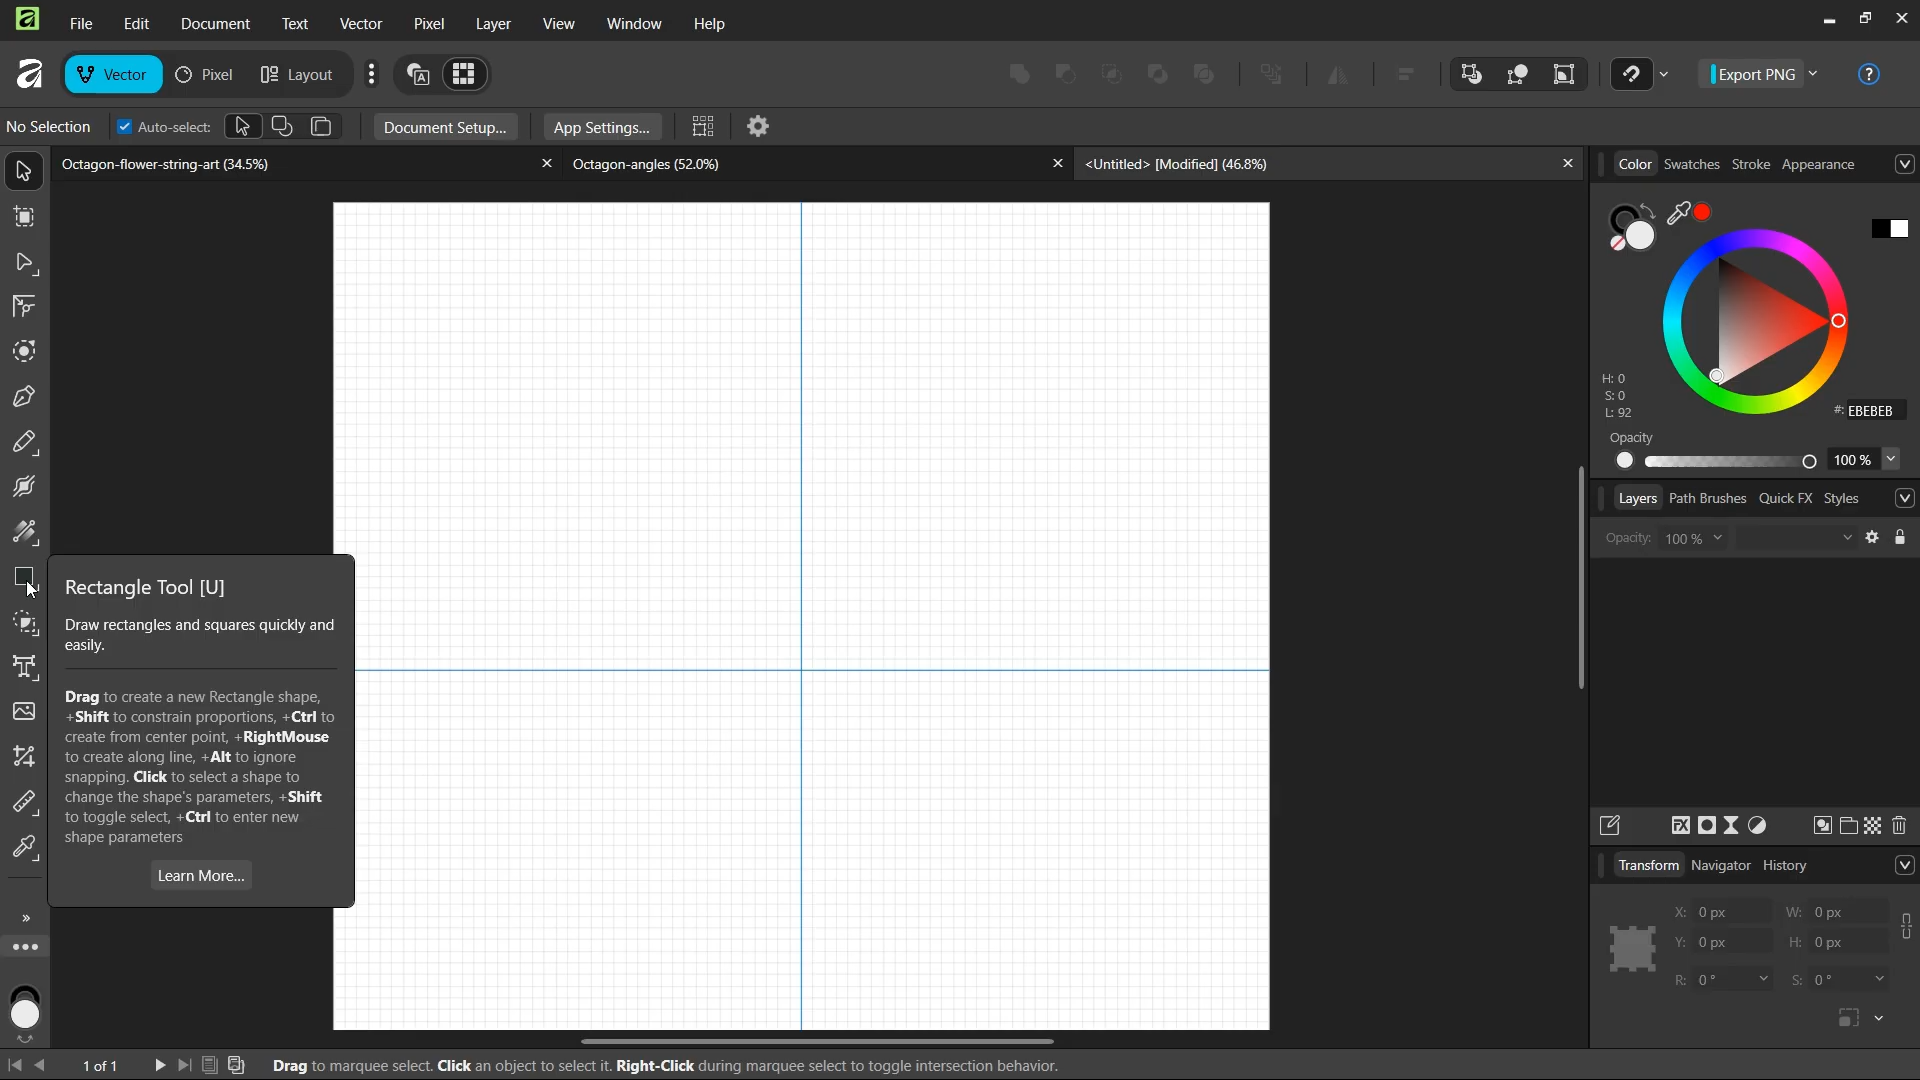 File Edit Document Text Vector Pixel Layer View Window Help
Vector Pixel Layout Export PNG ?
No Selection Auto-select: Document Setup... App Settings...
Octagon-flower-string-art (34.5%) Octagon-angles (52.0%) <Untitled> [Modified] (46.8%)
Color Swatches Stroke Appearance
H: 0
S: 0
L: 92
#: EBEBEB
Opacity
100 %
Layers Path Brushes Quick FX Styles
Opacity: 100 %
Rectangle Tool [U]
Draw rectangles and squares quickly and
easily.
Drag to create a new Rectangle shape,
+Shift to constrain proportions, +Ctrl to
create from center point, +RightMouse
to create along line, +Alt to ignore
snapping. Click to select a shape to
change the shape's parameters, +Shift
to toggle select, +Ctrl to enter new
shape parameters
Learn More...
FX
Transform Navigator History
X: 0 px W: 0 px
Y: 0 px H: 0 px
R: 0 ° S: 0 °
1 of 1 Drag to marquee select. Click an object to select it. Right-Click during marquee select to toggle intersection behavior.